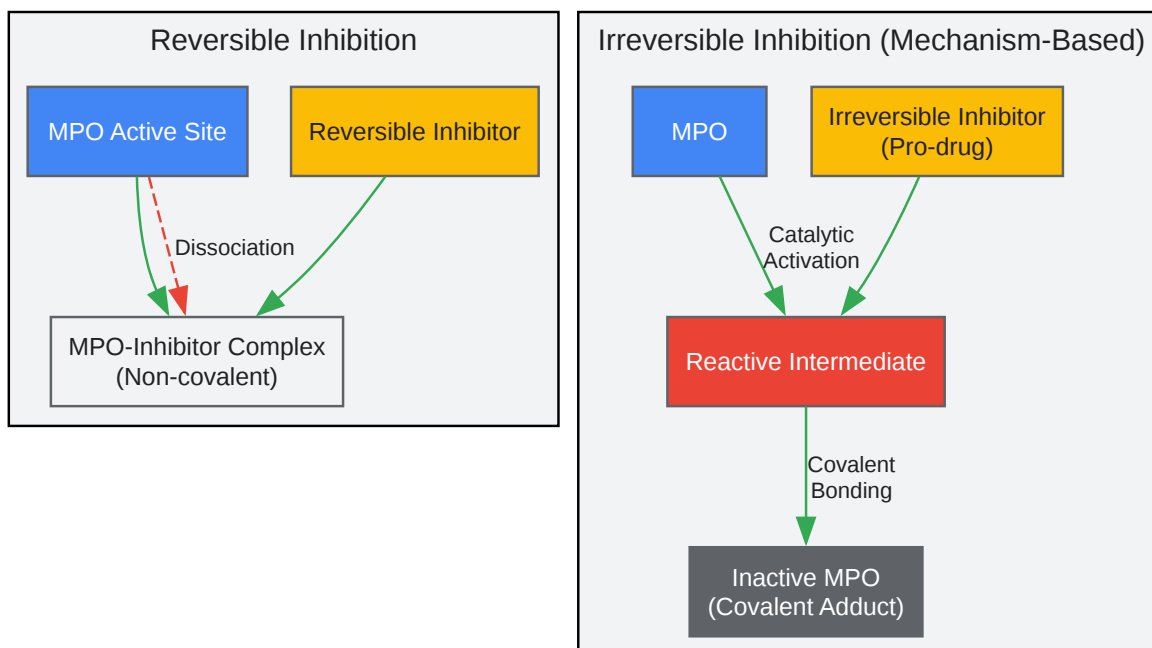 Reversible Inhibition
MPO Active Site
Reversible Inhibitor
Dissociation
MPO-Inhibitor Complex
(Non-covalent)
Irreversible Inhibition (Mechanism-Based)
MPO
Irreversible Inhibitor
(Pro-drug)
Catalytic
Activation
Reactive Intermediate
Covalent
Bonding
Inactive MPO
(Covalent Adduct)